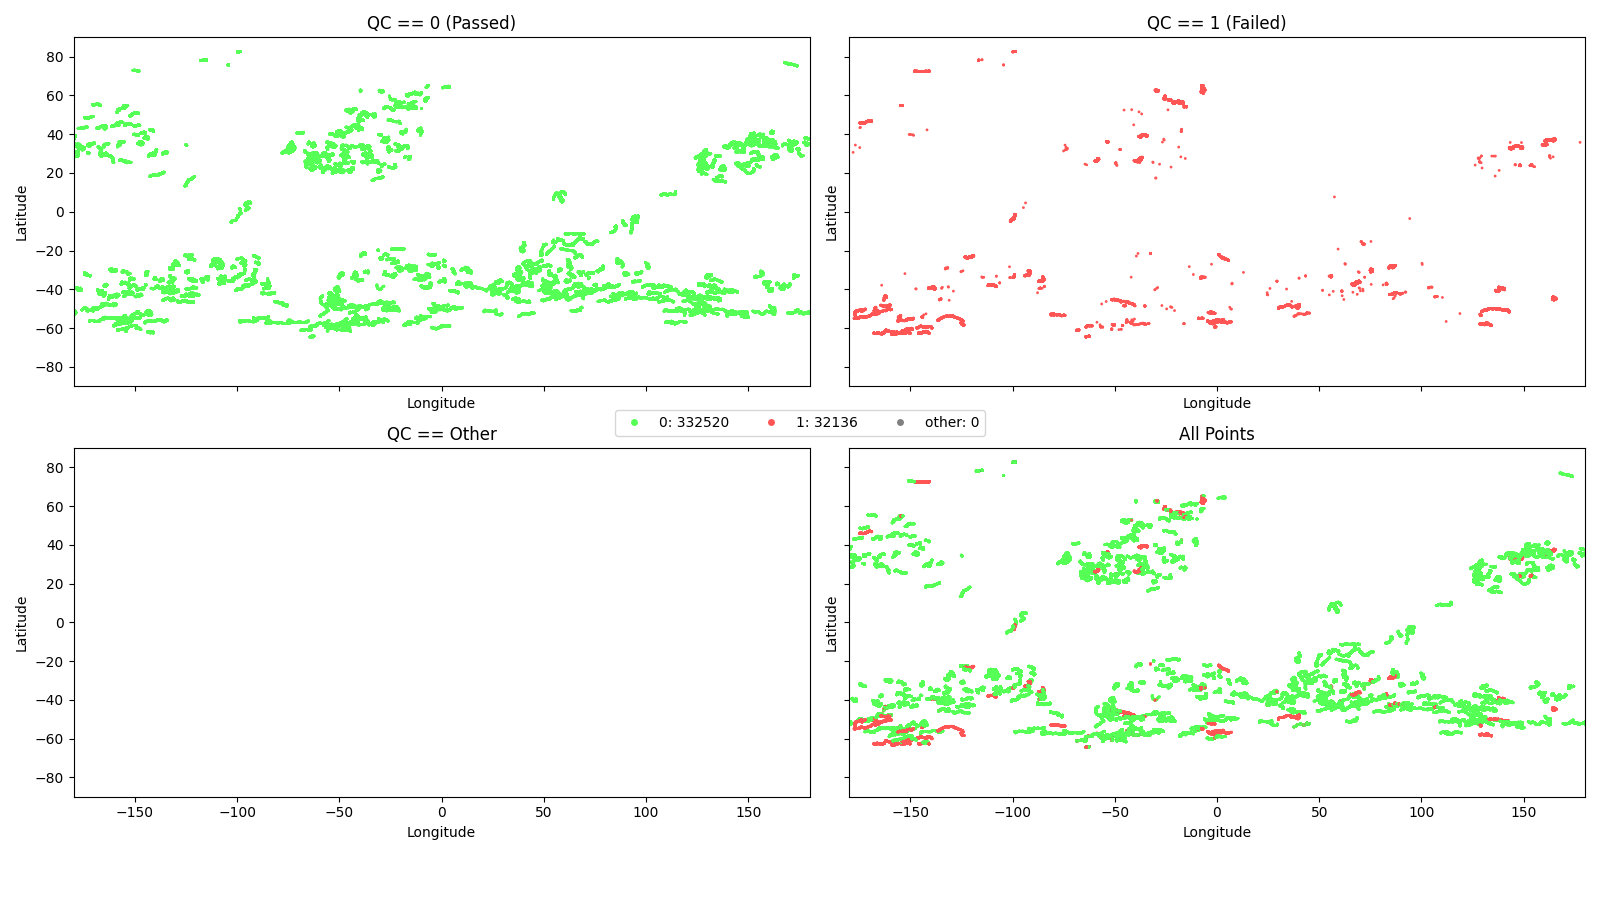 QC == 0 (Passed)
QC == 1 (Failed)
80
60
40
20
0
−20
−40
−60
−80
Latitude
Latitude
Longitude
Longitude
0: 332520
1: 32136
other: 0
QC == Other
All Points
80
60
40
20
0
−20
−40
−60
−80
Latitude
Latitude
−150
−100
−50
0
50
100
150
−150
−100
−50
0
50
100
150
Longitude
Longitude